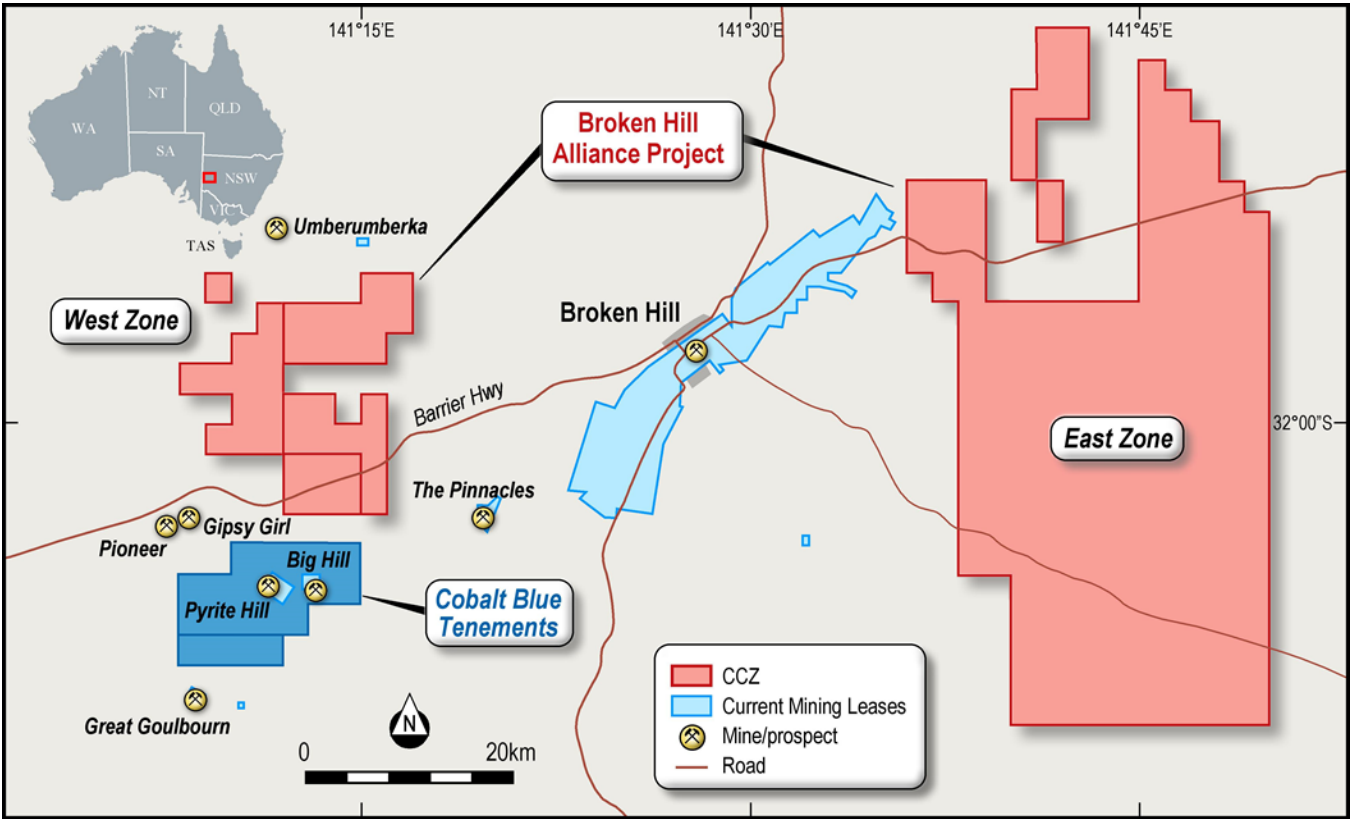 141°15'E
141°30'E
141°45'E
WA
NT
QLD
SA
NSW
VIC
TAS
Broken Hill
Alliance Project
Umberumberka
West Zone
Broken Hill
Barrier Hwy
32°00"S
East Zone
The Pinnacles
Gipsy Girl
Pioneer
Big Hill
Pyrite Hill
Cobalt Blue
Tenements
Great Goulbourn
N
0
20km
CCZ
Current Mining Leases
Mine/prospect
Road